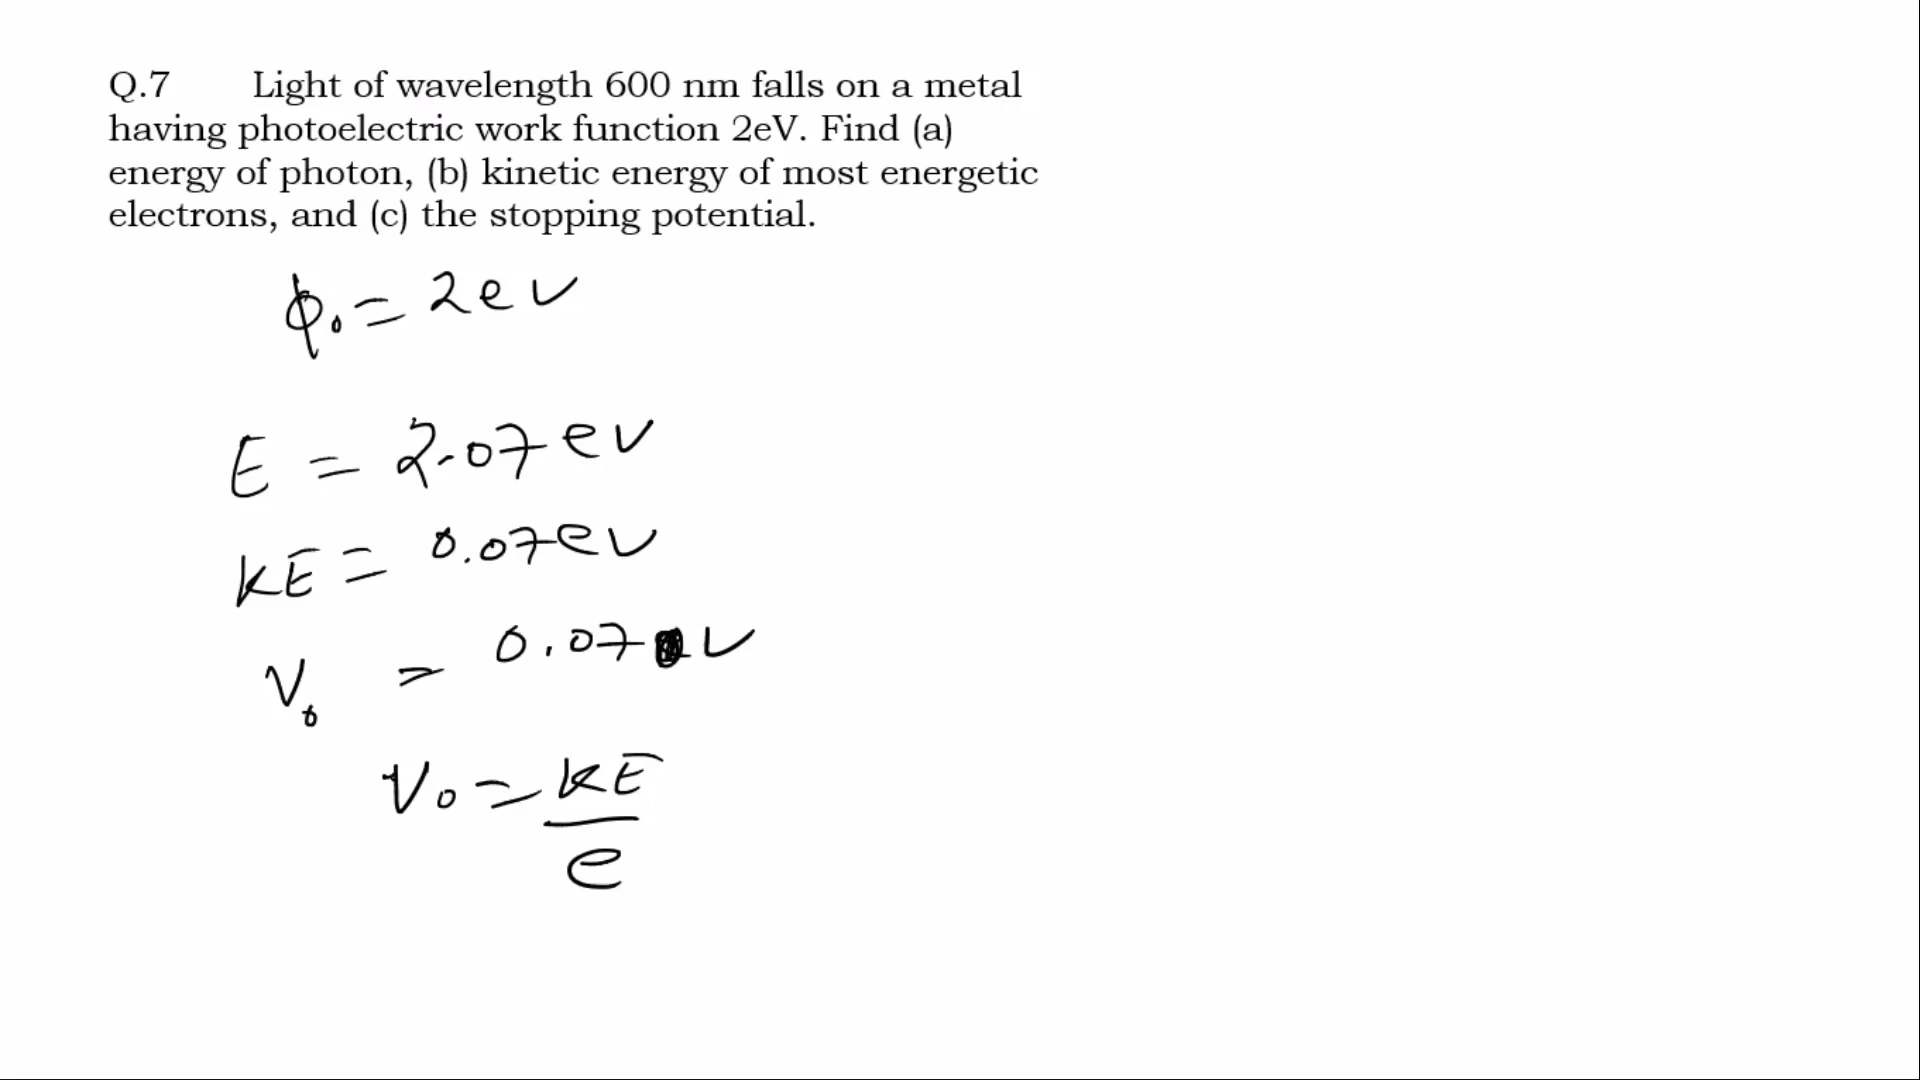 Q.7 Light of wavelength 600 nm falls on a metal
having photoelectric work function 2eV. Find (a)
energy of photon, (b) kinetic energy of most energetic
electrons, and (c) the stopping potential.
ϕ₀ = 2ev
E = 2.07ev
KE = 0.07ev
V₀ = 0.07 V
V₀ = KE
e